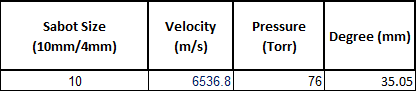 Sabot Size (10mm/4mm) Velocity (m/s) Pressure (Torr) Degree (mm)
10 6536.8 76 35.05